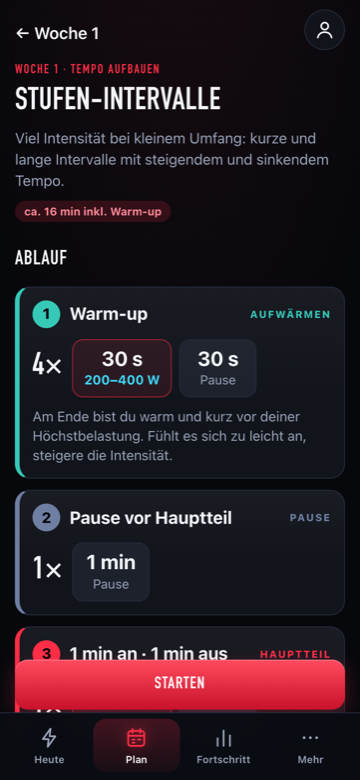 ← Woche 1
WOCHE 1 · TEMPO AUFBAUEN
STUFEN-INTERVALLE
Viel Intensität bei kleinem Umfang: kurze und
lange Intervalle mit steigendem und sinkendem
Tempo.
ca. 16 min inkl. Warm-up
ABLAUF
1 Warm-up AUFWÄRMEN
4× 30 s 30 s
200–400 W Pause
Am Ende bist du warm und kurz vor deiner
Höchstbelastung. Fühlt es sich zu leicht an,
steigere die Intensität.
2 Pause vor Hauptteil PAUSE
1× 1 min
Pause
3 1 min an · 1 min aus HAUPTTEIL
STARTEN
Heute Plan Fortschritt Mehr